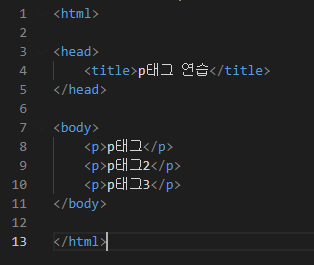 1 <html>
2
3 <head>
4 <title>p태그 연습</title>
5 </head>
6
7 <body>
8 <p>p태그</p>
9 <p>p태그2</p>
10 <p>p태그3</p>
11 </body>
12
13 </html>